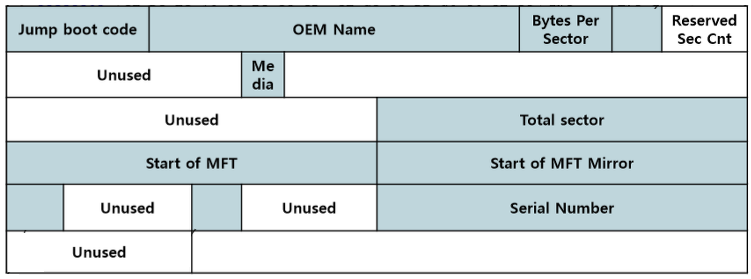 Jump boot code
OEM Name
Bytes Per
Sector
Reserved
Sec Cnt
Unused
Me
dia
Unused
Total sector
Start of MFT
Start of MFT Mirror
Unused
Unused
Serial Number
Unused